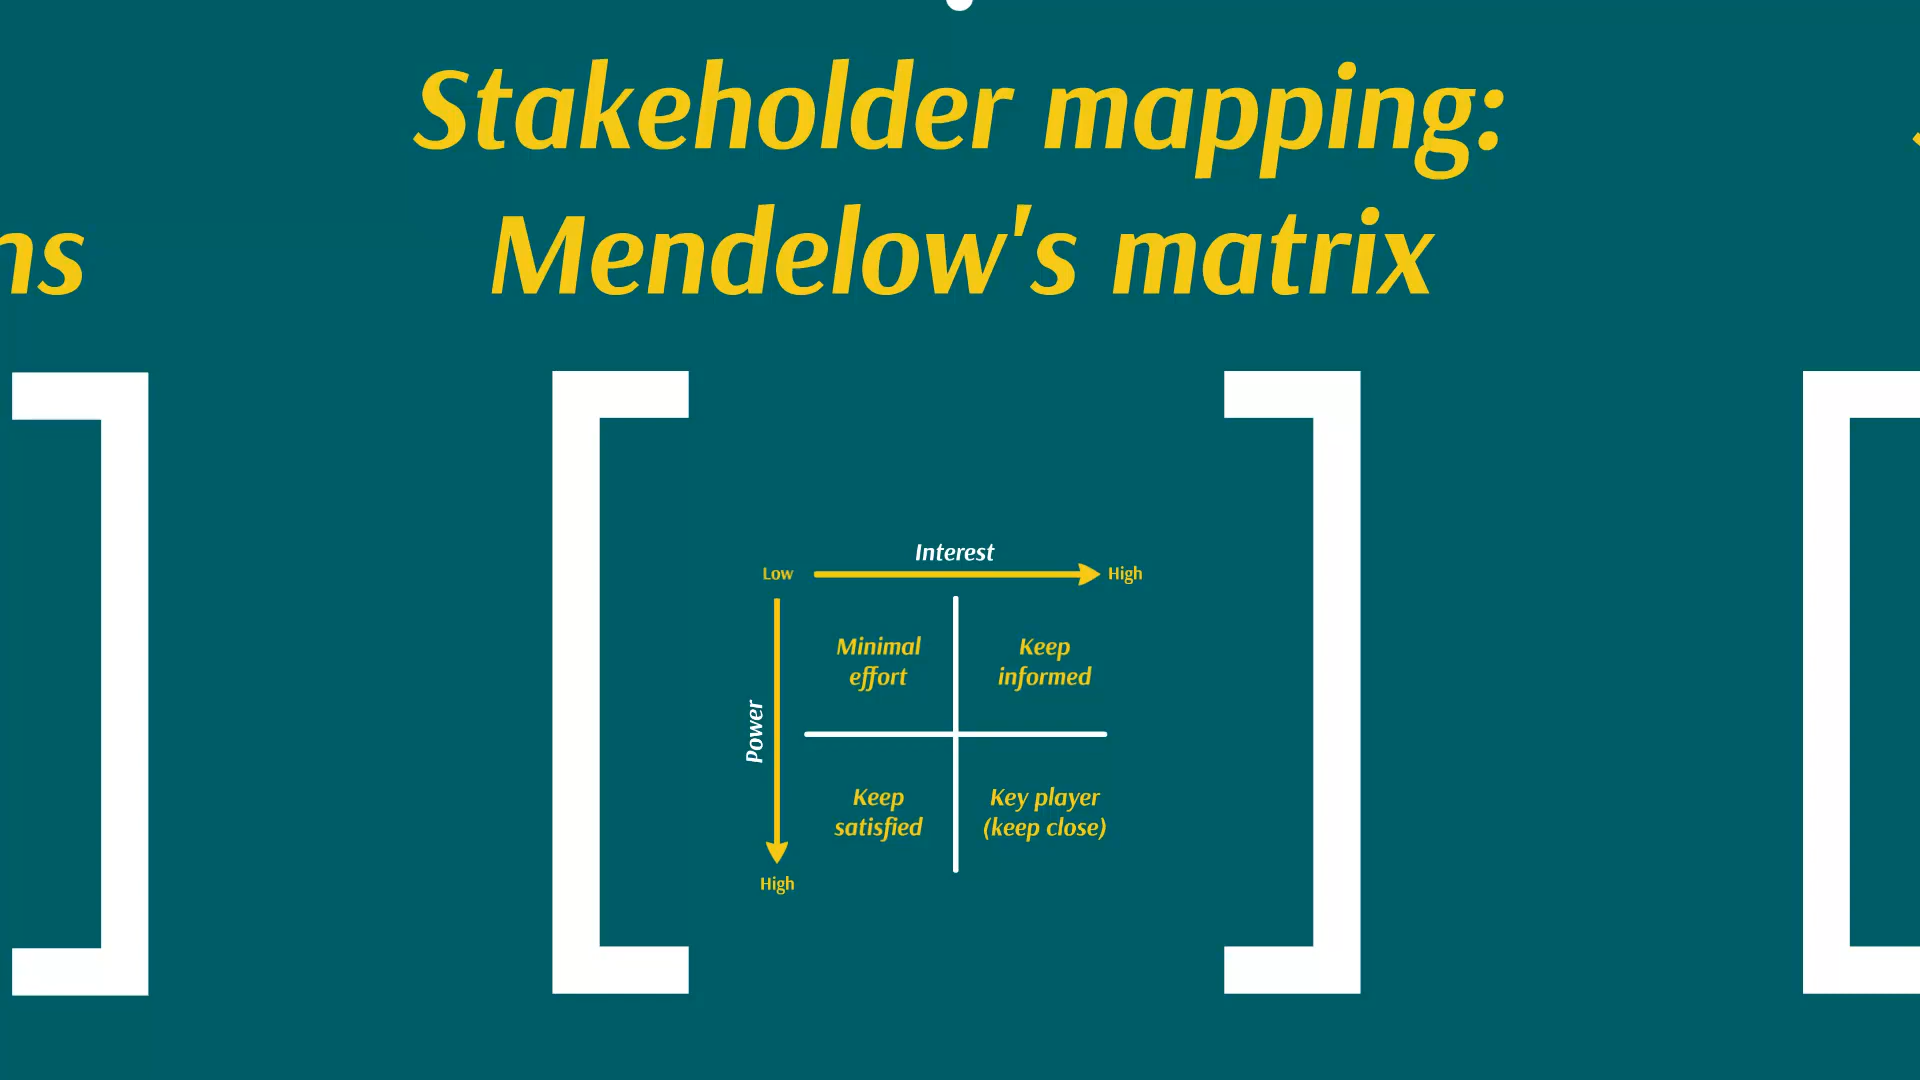 Stakeholder mapping:
Mendelow's matrix
ns
Interest
Low
High
Minimal
effort
Keep
informed
Power
Keep
satisfied
Key player
(keep close)
High